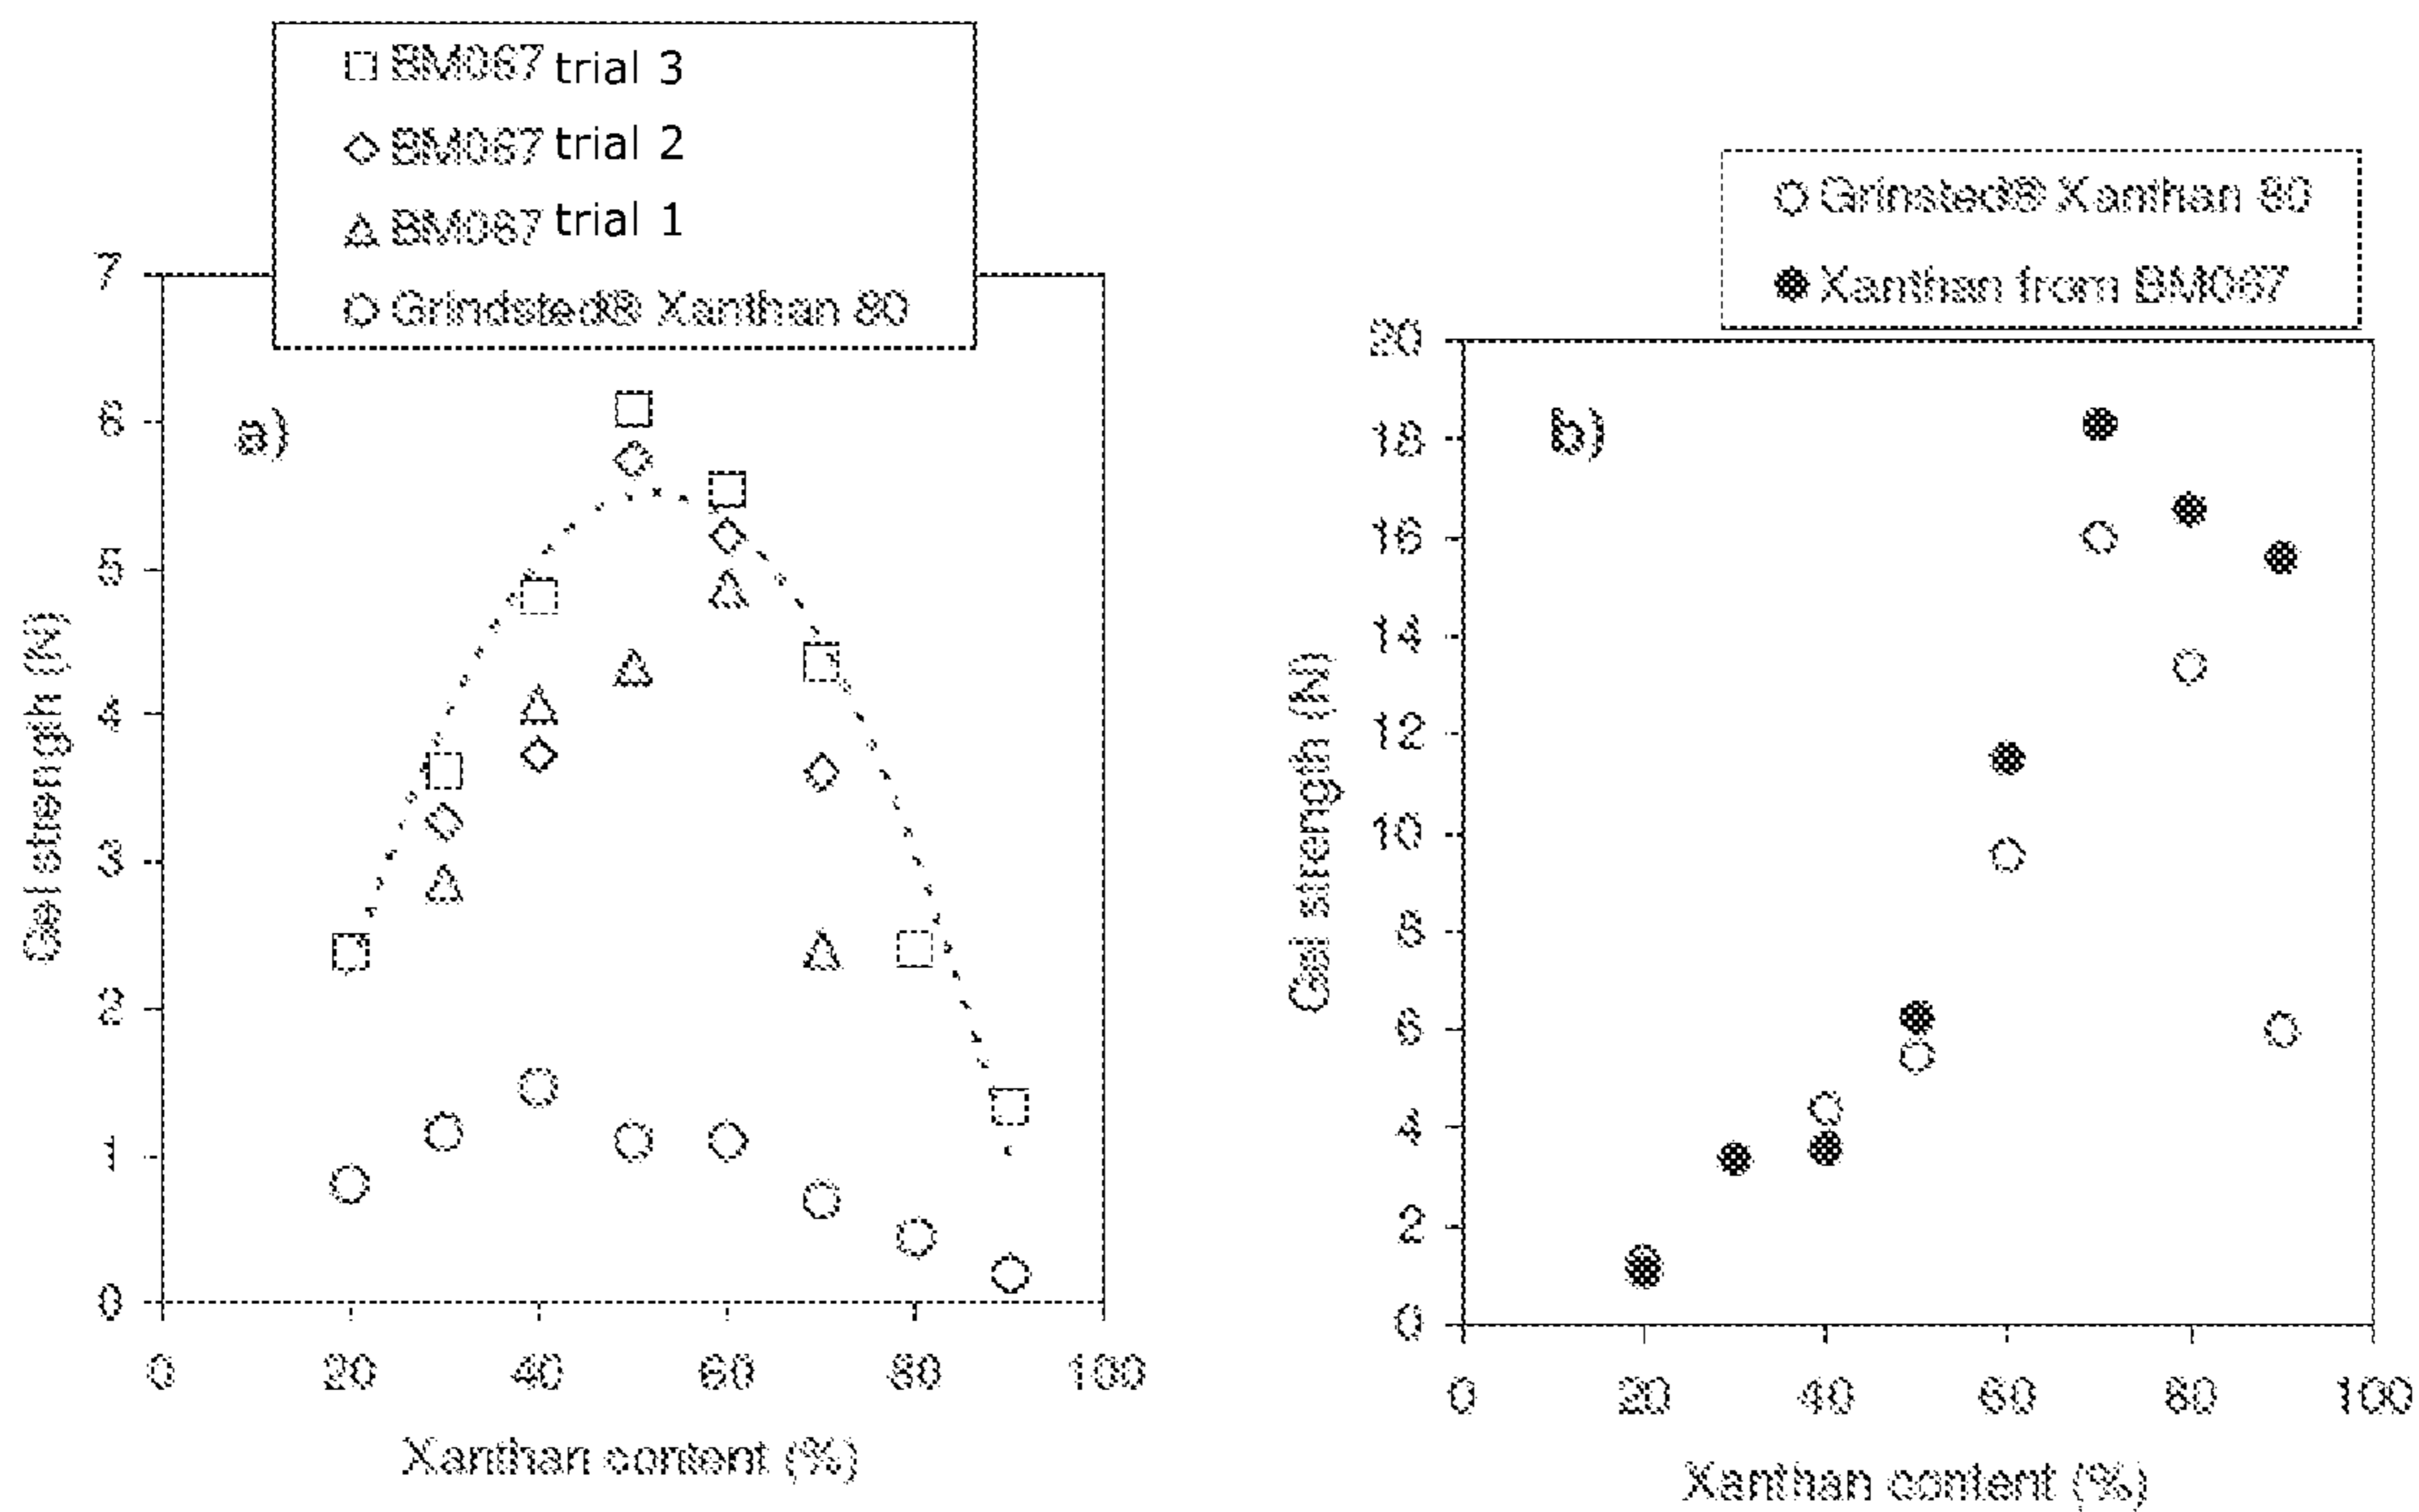 BM067 trial 3
BM067 trial 2
BM067 trial 1
Grindsted® Xanthan 80
7
6
5
4
3
2
1
0
a)
Gel strength (N)
0 20 40 60 80 100
Xanthan content (%)
Grinsted® Xanthan 80
Xanthan from BM067
20
18
16
14
12
10
8
6
4
2
0
b)
Gel strength (N)
0 20 40 60 80 100
Xanthan content (%)